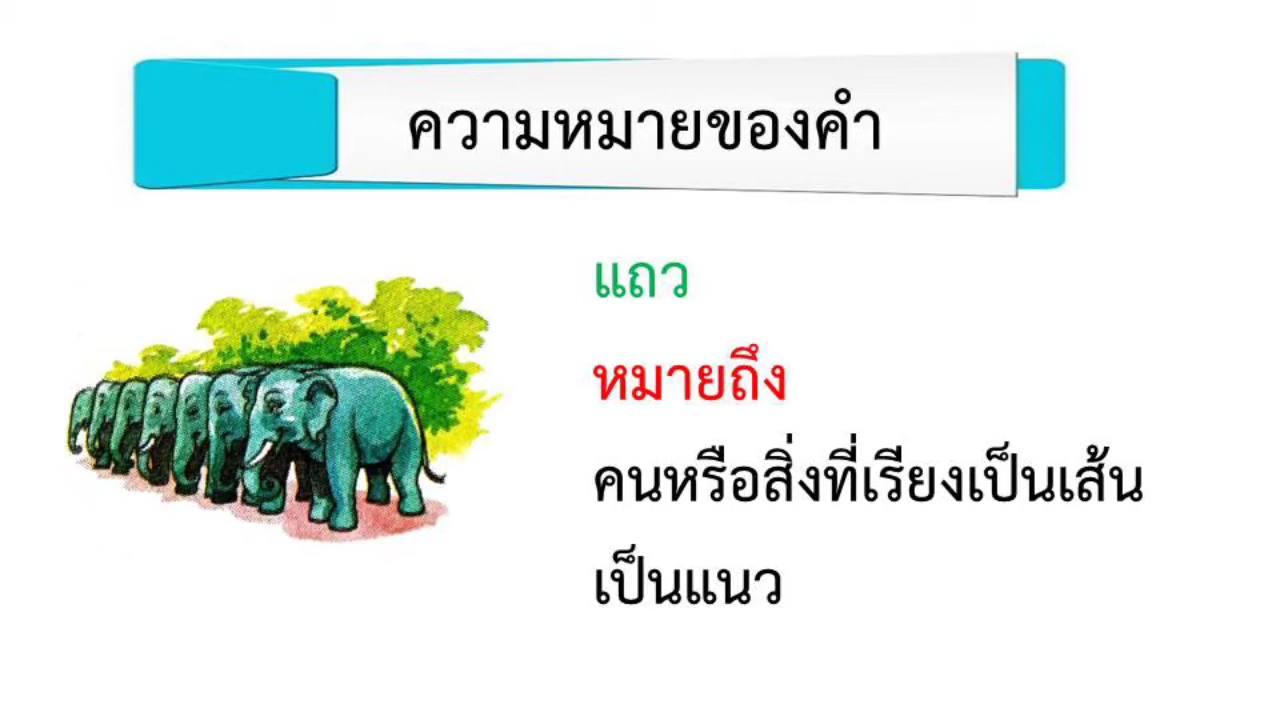 ความหมายของคำ
แถว
หมายถึง
คนหรือสิ่งที่เรียงเป็นเส้น
เป็นแนว